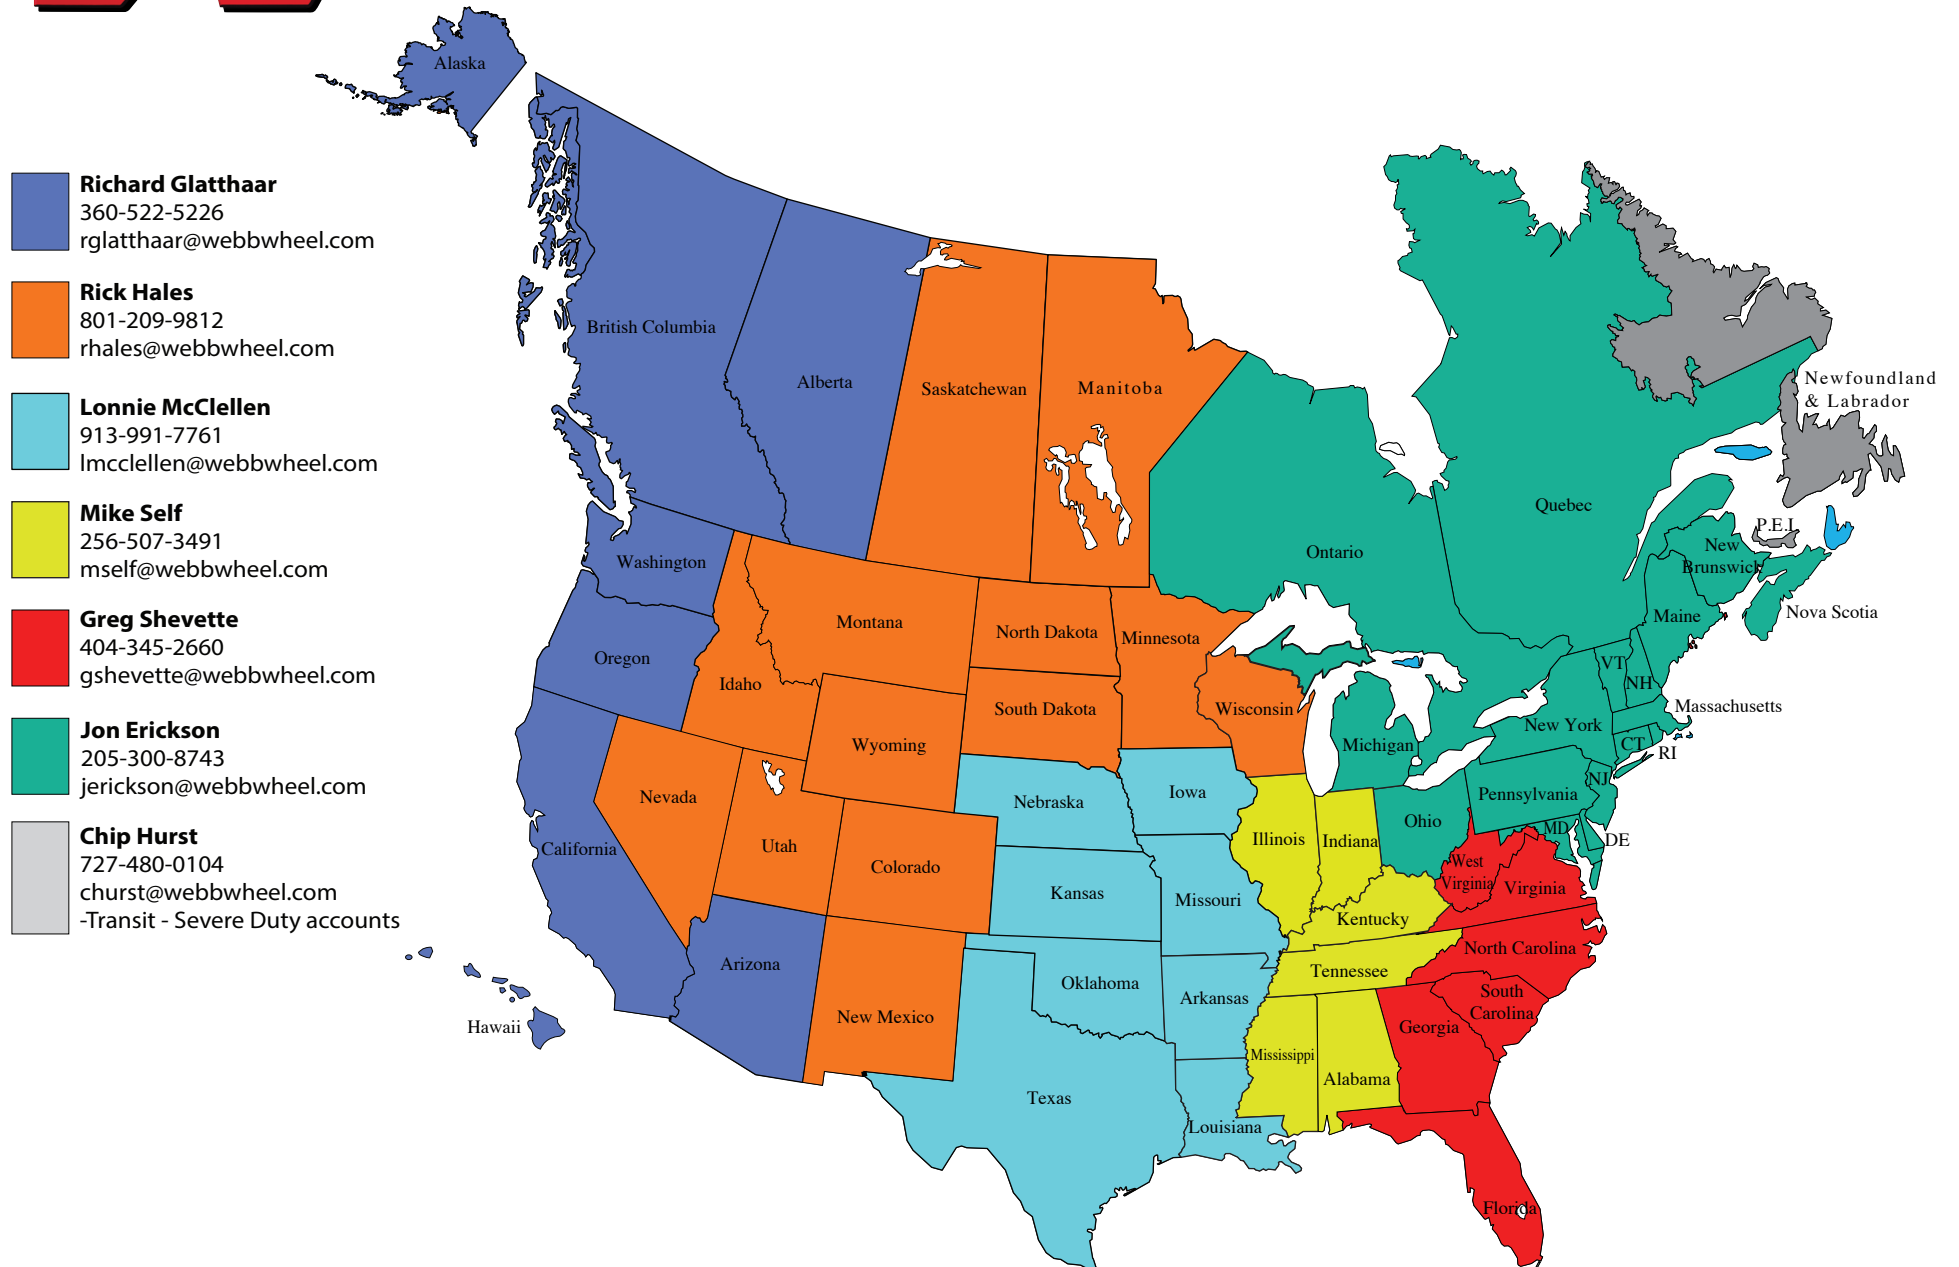 Richard Glatthaar
360-522-5226
rglatthaar@webbwheel.com
Rick Hales
801-209-9812
rhales@webbwheel.com
Lonnie McClellen
913-991-7761
lmcclellen@webbwheel.com
Mike Self
256-507-3491
mself@webbwheel.com
Greg Shevette
404-345-2660
gshevette@webbwheel.com
Jon Erickson
205-300-8743
jerickson@webbwheel.com
Chip Hurst
727-480-0104
churst@webbwheel.com
-Transit - Severe Duty accounts
Alaska
British Columbia
Alberta
Saskatchewan
Manitoba
Ontario
Quebec
Newfoundland
& Labrador
P.E.I.
New
Brunswick
Nova Scotia
Maine
Washington
Oregon
Idaho
Montana
North Dakota
Minnesota
South Dakota
Wisconsin
Wyoming
Michigan
New York
VT
NH
Massachusetts
CT
RI
Nevada
Utah
Colorado
California
Nebraska
Iowa
Illinois
Indiana
Ohio
Pennsylvania
NJ
MD
DE
West
Virginia
Virginia
Kansas
Missouri
Kentucky
North Carolina
Tennessee
South
Carolina
Arizona
New Mexico
Oklahoma
Arkansas
Georgia
Mississippi
Alabama
Hawaii
Texas
Louisiana
Florida